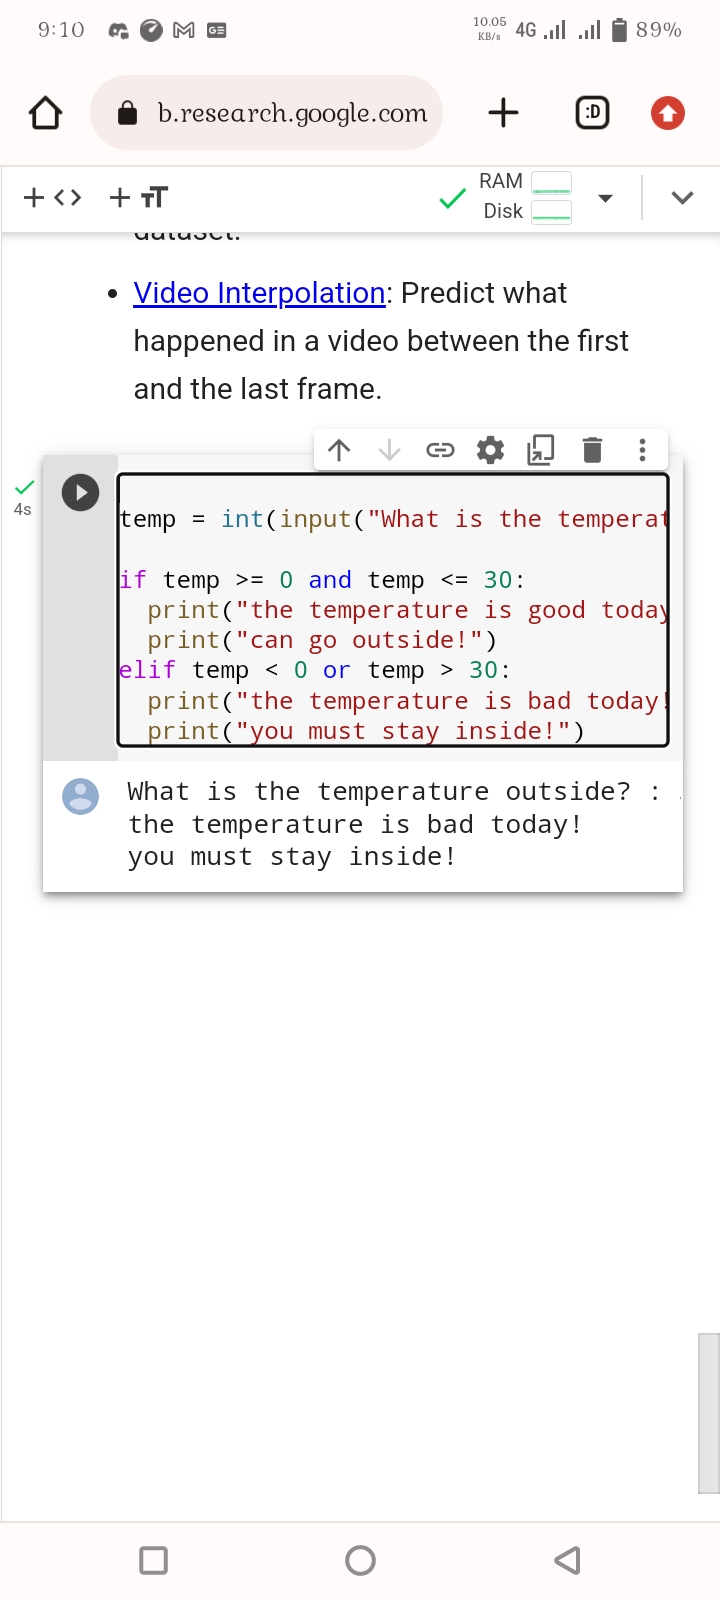 9:10
10.05
KB/s
4G
89%
b.research.google.com
:D
RAM
Disk
dataset.
Video Interpolation: Predict what
happened in a video between the first
and the last frame.
4s
temp = int(input("What is the temperat
if temp >= 0 and temp <= 30:
print("the temperature is good today
print("can go outside!")
elif temp < 0 or temp > 30:
print("the temperature is bad today!
print("you must stay inside!")
What is the temperature outside? :
the temperature is bad today!
you must stay inside!